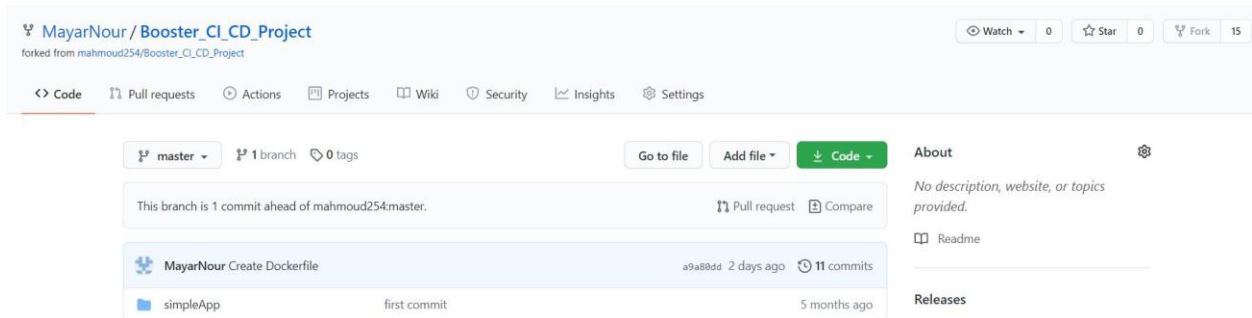 MayarNour / Booster_CI_CD_Project
forked from mahmoud254/Booster_CI_CD_Project
Watch 0 Star 0 Fork 15
<> Code Pull requests Actions Projects Wiki Security Insights Settings
master 1 branch 0 tags Go to file Add file Code
About
This branch is 1 commit ahead of mahmoud254:master. Pull request Compare
No description, website, or topics
provided.
Readme
MayarNour Create Dockerfile a9a80dd 2 days ago 11 commits
simpleApp first commit 5 months ago
Releases